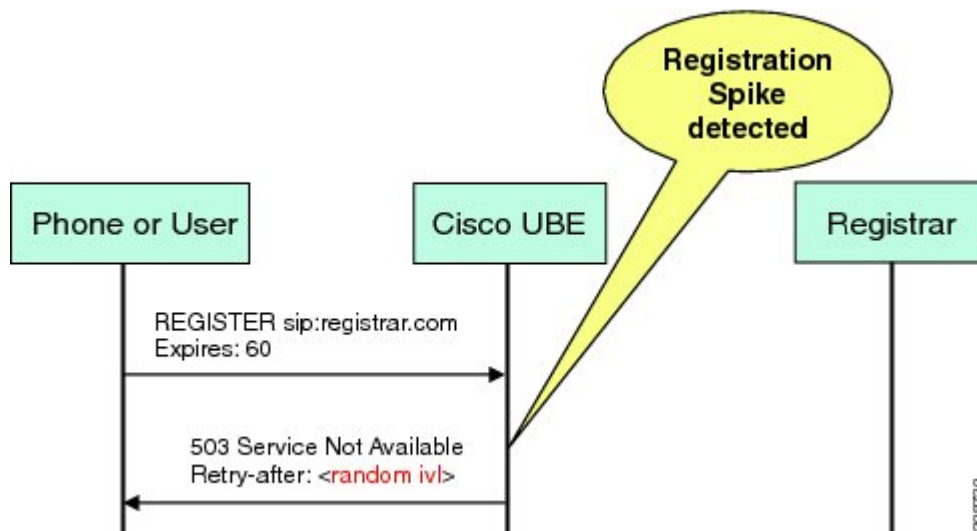 Registration
Spike
detected
Phone or User
Cisco UBE
Registrar
REGISTER sip:registrar.com
Expires: 60
503 Service Not Available
Retry-after: <random ivl>